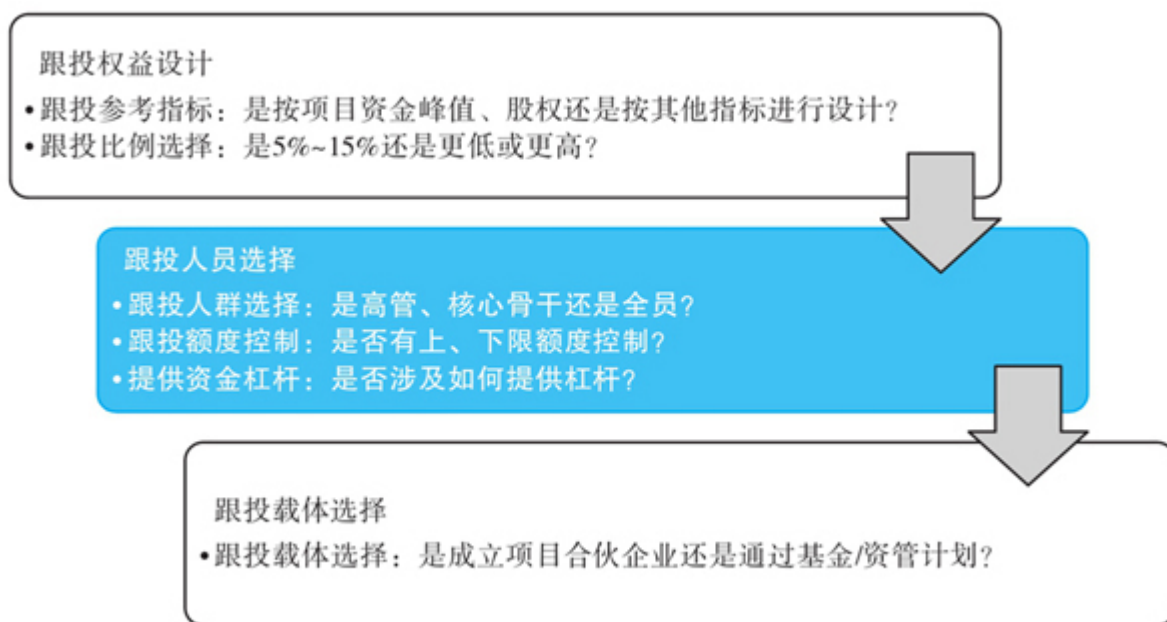 跟投权益设计
•跟投参考指标：是按项目资金峰值、股权还是按其他指标进行设计？
•跟投比例选择：是5%~15%还是更低或更高？
跟投人员选择
•跟投人群选择：是高管、核心骨干还是全员？
•跟投额度控制：是否有上、下限额度控制？
•提供资金杠杆：是否涉及如何提供杠杆？
跟投载体选择
•跟投载体选择：是成立项目合伙企业还是通过基金/资管计划？